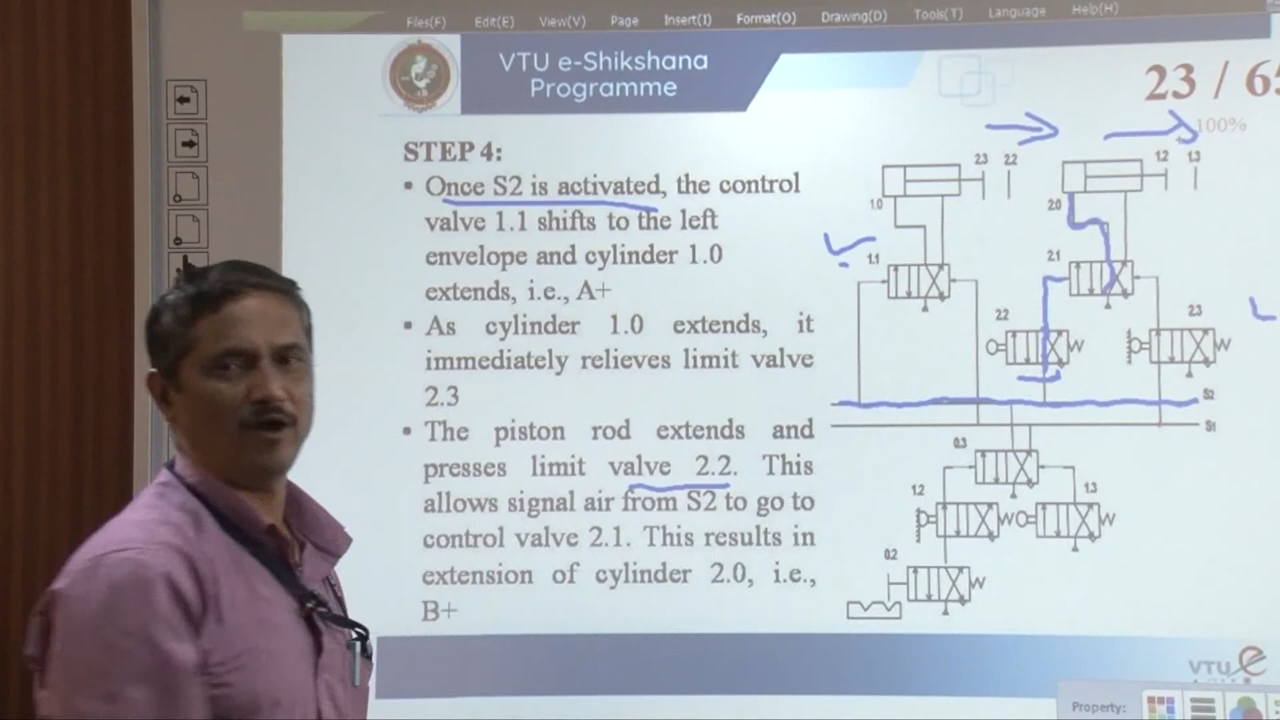 Files(F) Edit(E) View(V) Page Insert(I) Format(O) Drawing(D) Tools(T) Language Help(H)
VTU e-Shikshana
Programme
23 / 65
100%
STEP 4:
▪ Once S2 is activated, the control
valve 1.1 shifts to the left
envelope and cylinder 1.0
extends, i.e., A+
▪ As cylinder 1.0 extends, it
immediately relieves limit valve
2.3
▪ The piston rod extends and
presses limit valve 2.2. This
allows signal air from S2 to go to
control valve 2.1. This results in
extension of cylinder 2.0, i.e.,
B+
2.3 2.2 1.2 1.3
1.0 2.0
1.1 2.1
2.2 2.3
S2
S1
0.3
1.2 1.3
0.2
VTU e
Property: